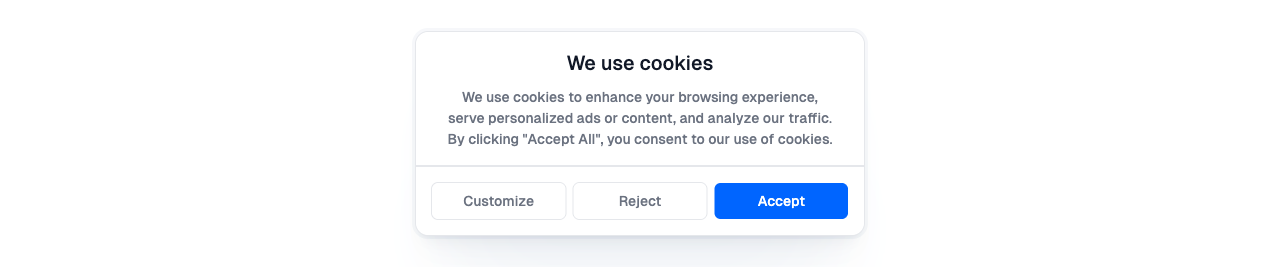 We use cookies
We use cookies to enhance your browsing experience,
serve personalized ads or content, and analyze our traffic.
By clicking "Accept All", you consent to our use of cookies.
Customize
Reject
Accept